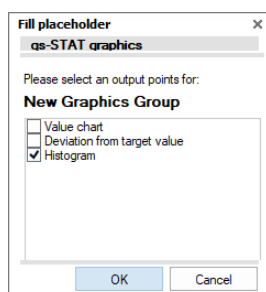 Fill placeholder
qs-STAT graphics
Please select an output points for:
New Graphics Group
Value chart
Deviation from target value
Histogram
OK Cancel